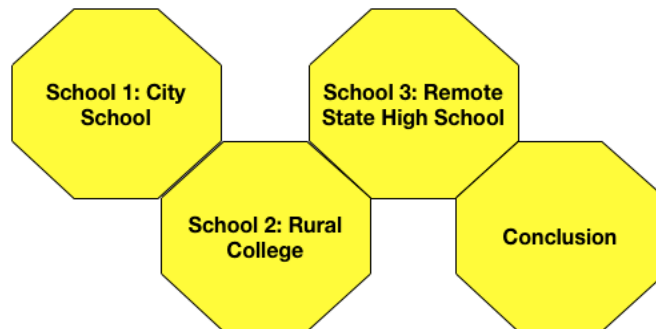 School 1: City
School
School 2: Rural
College
School 3: Remote
State High School
Conclusion